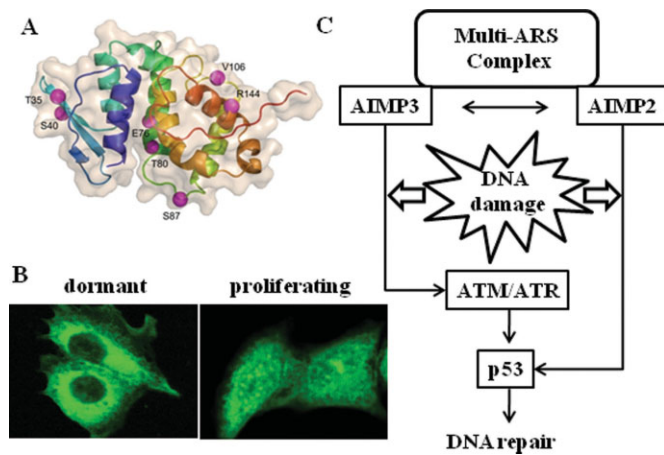 A
T35
S40
E76
T80
S87
V106
R144
B
dormant
proliferating
C
Multi-ARS
Complex
AIMP3
AIMP2
DNA
damage
ATM/ATR
p53
DNA repair